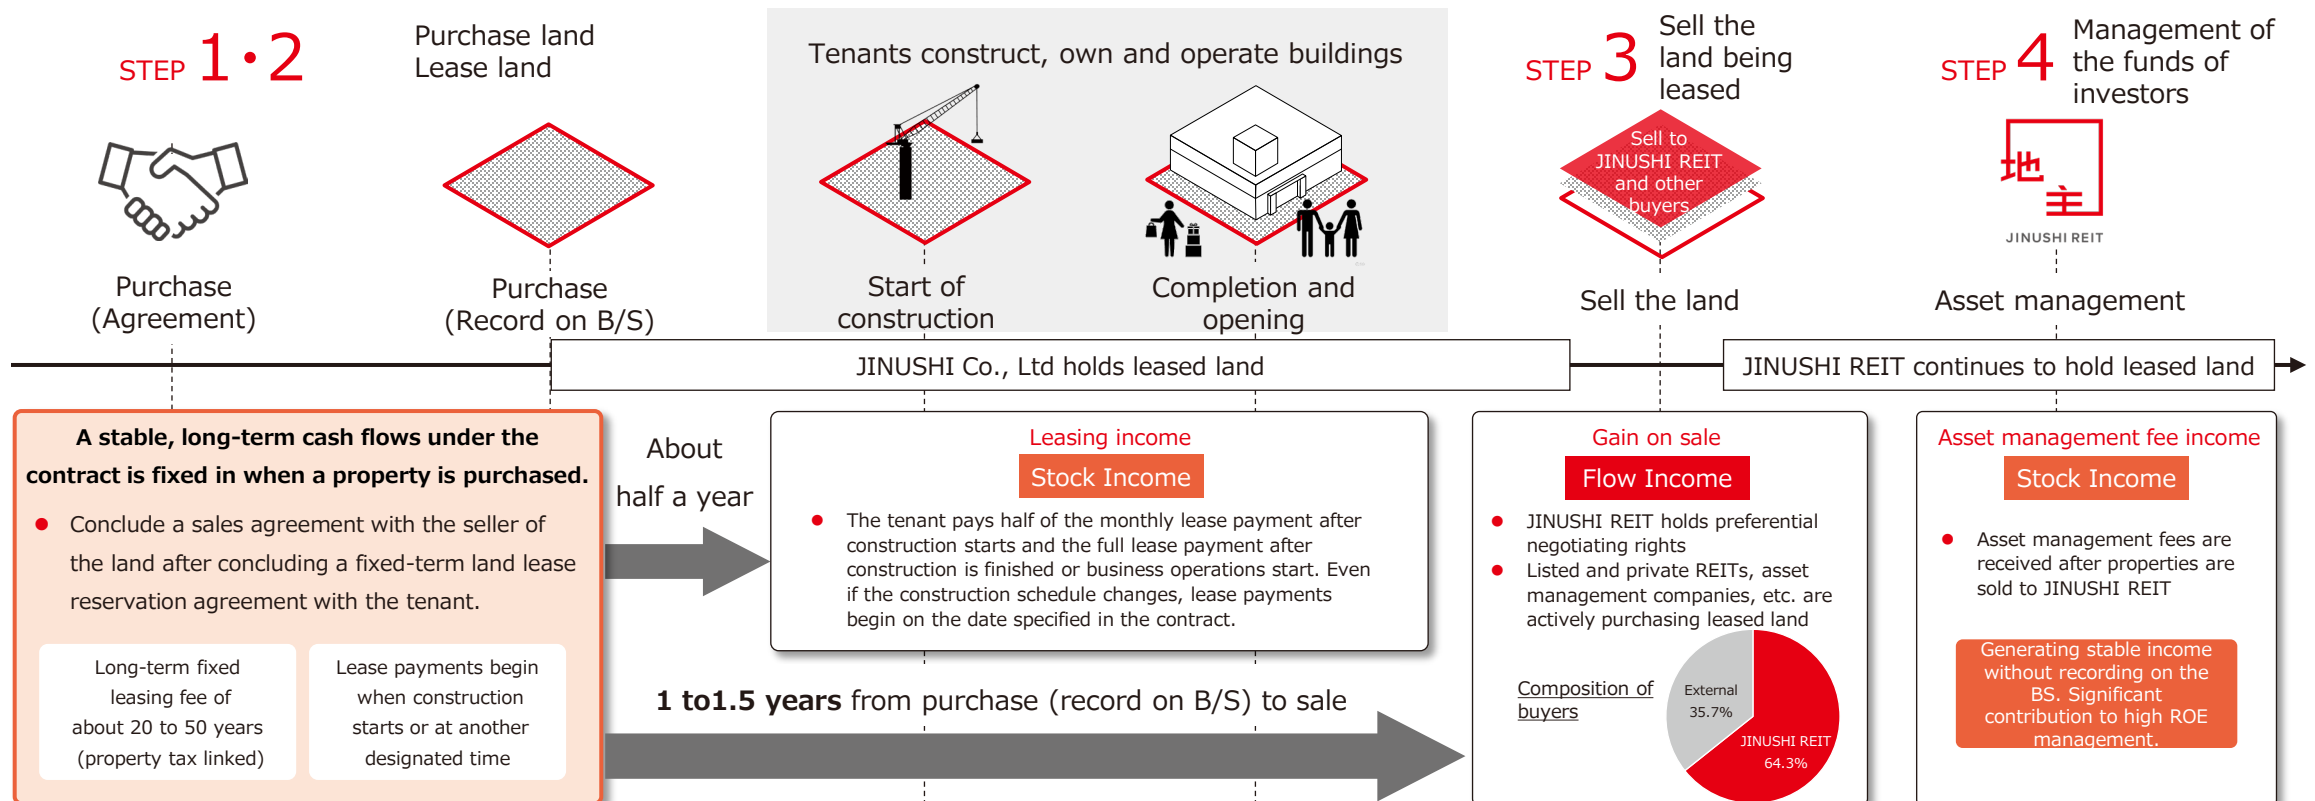 STEP 1・2
Purchase land
Lease land
Tenants construct, own and operate buildings
STEP 3
Sell the
land being
leased
STEP 4
Management of
the funds of
investors
Sell to
JINUSHI REIT
and other
buyers
地
主
JINUSHI REIT
Purchase
(Agreement)
Purchase
(Record on B/S)
Start of
construction
Completion and
opening
Sell the land
Asset management
JINUSHI Co., Ltd holds leased land
JINUSHI REIT continues to hold leased land
A stable, long-term cash flows under the
contract is fixed in when a property is purchased.
● Conclude a sales agreement with the seller of
the land after concluding a fixed-term land lease
reservation agreement with the tenant.
Long-term fixed
leasing fee of
about 20 to 50 years
(property tax linked)
Lease payments begin
when construction
starts or at another
designated time
About
half a year
Leasing income
Stock Income
● The tenant pays half of the monthly lease payment after
construction starts and the full lease payment after
construction is finished or business operations start. Even
if the construction schedule changes, lease payments
begin on the date specified in the contract.
1 to1.5 years from purchase (record on B/S) to sale
Gain on sale
Flow Income
● JINUSHI REIT holds preferential
negotiating rights
● Listed and private REITs, asset
management companies, etc. are
actively purchasing leased land
Composition of
buyers
External
35.7%
JINUSHI REIT
64.3%
Asset management fee income
Stock Income
● Asset management fees are
received after properties are
sold to JINUSHI REIT
Generating stable income
without recording on the
BS. Significant
contribution to high ROE
management.